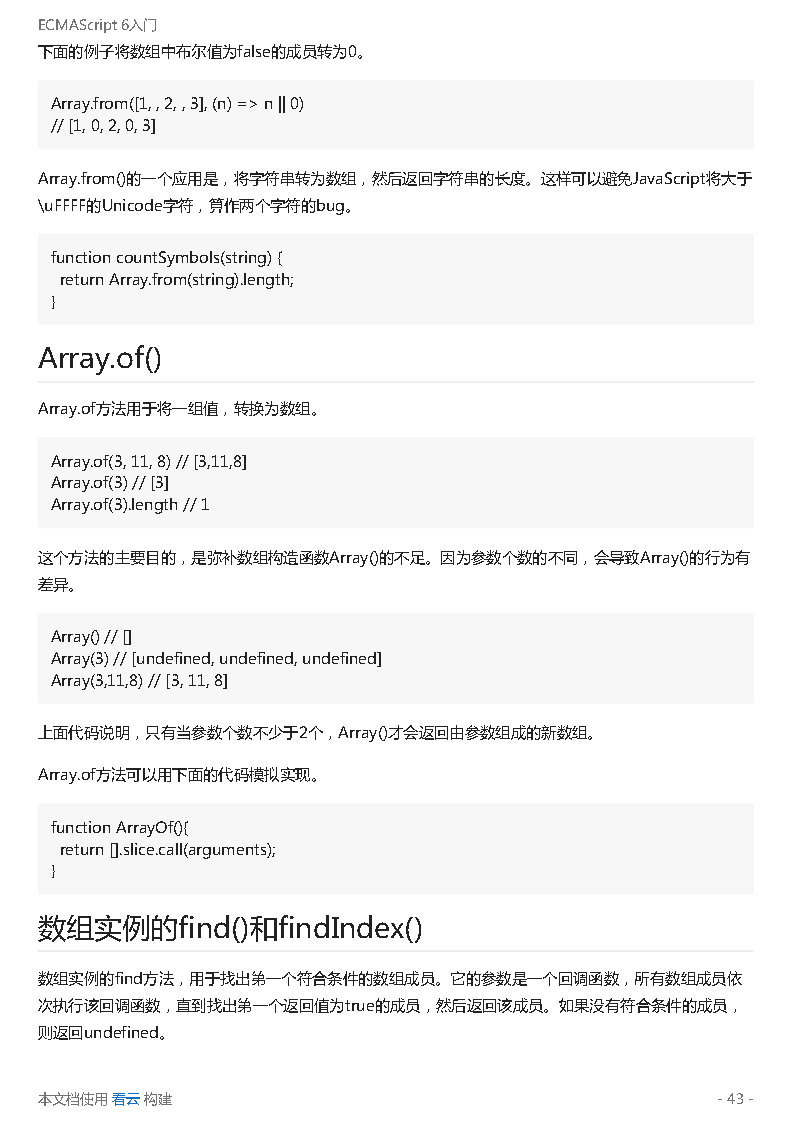 ECMAScript 6入门
下面的例子将数组中布尔值为false的成员转为0。
Array.from([1, , 2, , 3], (n) => n || 0)
// [1, 0, 2, 0, 3]
Array.from()的一个应用是，将字符串转为数组，然后返回字符串的长度。这样可以避免JavaScript将大于
\uFFFF的Unicode字符，算作两个字符的bug。
function countSymbols(string) {
  return Array.from(string).length;
}
Array.of()
Array.of方法用于将一组值，转换为数组。
Array.of(3, 11, 8) // [3,11,8]
Array.of(3) // [3]
Array.of(3).length // 1
这个方法的主要目的，是弥补数组构造函数Array()的不足。因为参数个数的不同，会导致Array()的行为有
差异。
Array() // []
Array(3) // [undefined, undefined, undefined]
Array(3,11,8) // [3, 11, 8]
上面代码说明，只有当参数个数不少于2个，Array()才会返回由参数组成的新数组。
Array.of方法可以用下面的代码模拟实现。
function ArrayOf(){
  return [].slice.call(arguments);
}
数组实例的find()和findIndex()
数组实例的find方法，用于找出第一个符合条件的数组成员。它的参数是一个回调函数，所有数组成员依
次执行该回调函数，直到找出第一个返回值为true的成员，然后返回该成员。如果没有符合条件的成员，
则返回undefined。
本文档使用 看云 构建
- 43 -